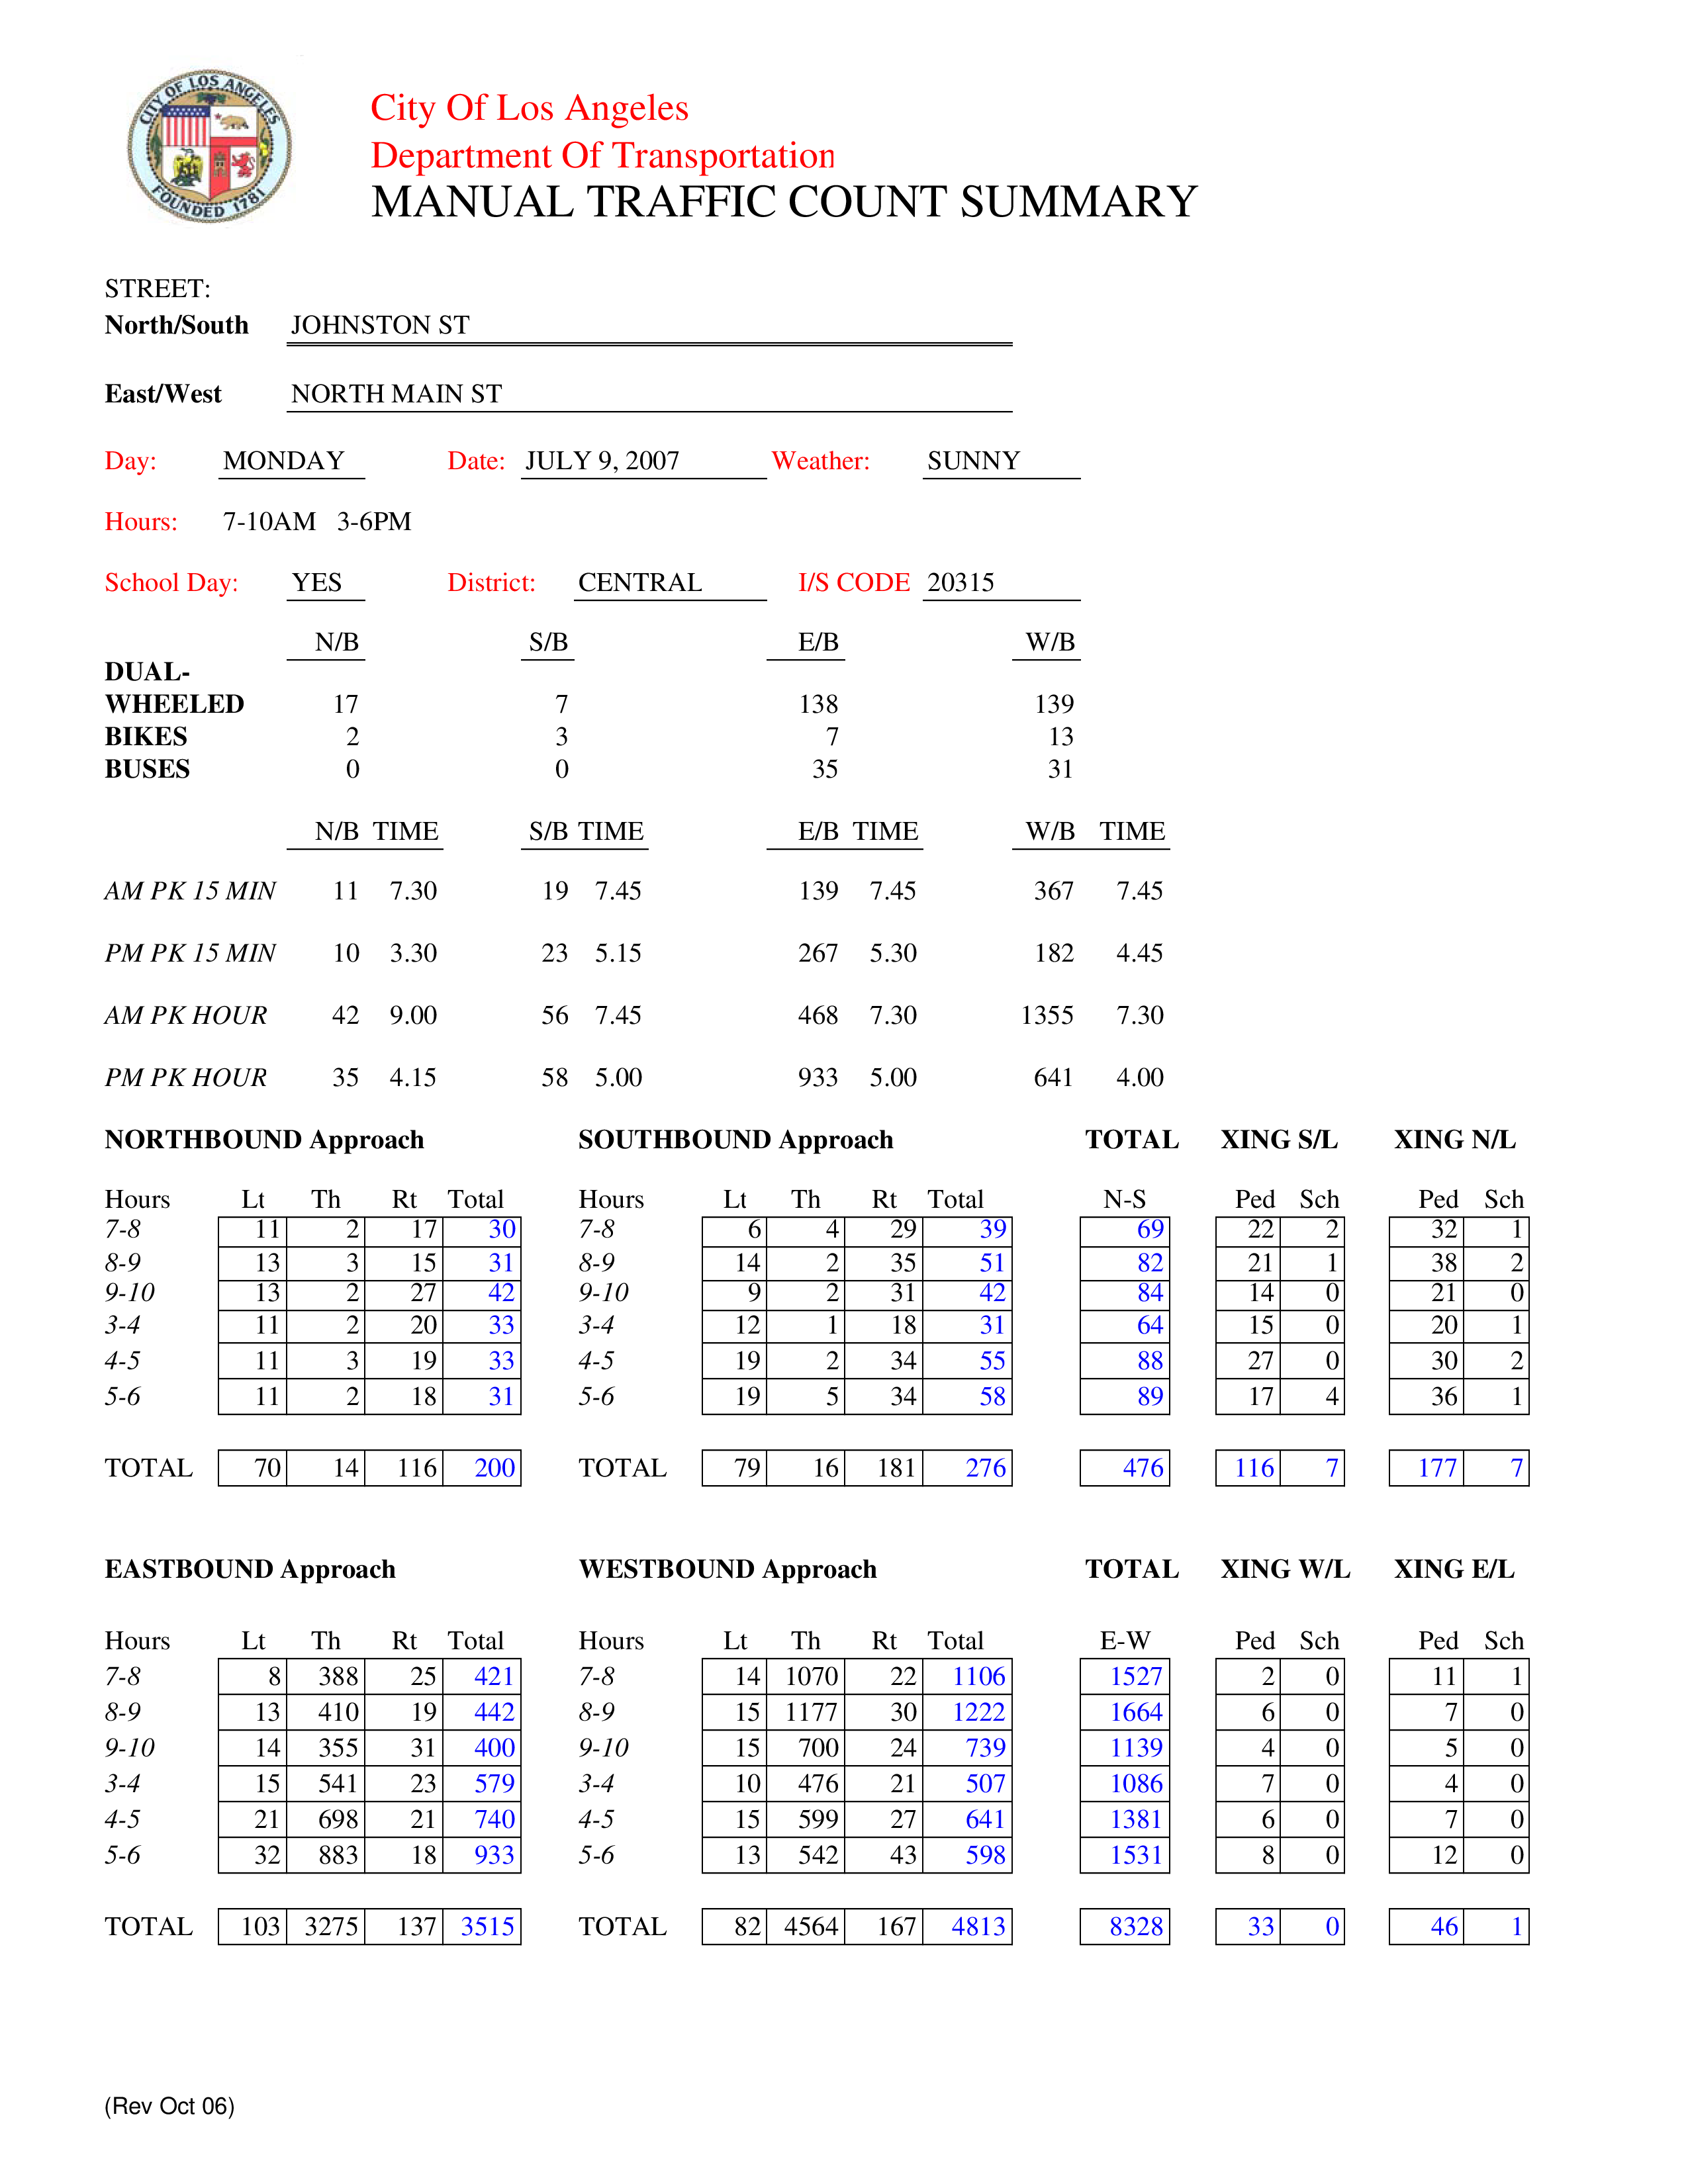 CITY OF LOS ANGELES
FOUNDED 1781
City Of Los Angeles
Department Of Transportation
MANUAL TRAFFIC COUNT SUMMARY
STREET:
North/South JOHNSTON ST
East/West NORTH MAIN ST
Day: MONDAY Date: JULY 9, 2007 Weather: SUNNY
Hours: 7-10AM 3-6PM
School Day: YES District: CENTRAL I/S CODE 20315
N/B S/B E/B W/B
DUAL-
WHEELED 17 7 138 139
BIKES 2 3 7 13
BUSES 0 0 35 31
N/B TIME S/B TIME E/B TIME W/B TIME
AM PK 15 MIN 11 7.30 19 7.45 139 7.45 367 7.45
PM PK 15 MIN 10 3.30 23 5.15 267 5.30 182 4.45
AM PK HOUR 42 9.00 56 7.45 468 7.30 1355 7.30
PM PK HOUR 35 4.15 58 5.00 933 5.00 641 4.00
NORTHBOUND Approach SOUTHBOUND Approach TOTAL XING S/L XING N/L
Hours Lt Th Rt Total Hours Lt Th Rt Total N-S Ped Sch Ped Sch
7-8 11 2 17 30 7-8 6 4 29 39 69 22 2 32 1
8-9 13 3 15 31 8-9 14 2 35 51 82 21 1 38 2
9-10 13 2 27 42 9-10 9 2 31 42 84 14 0 21 0
3-4 11 2 20 33 3-4 12 1 18 31 64 15 0 20 1
4-5 11 3 19 33 4-5 19 2 34 55 88 27 0 30 2
5-6 11 2 18 31 5-6 19 5 34 58 89 17 4 36 1
TOTAL 70 14 116 200 TOTAL 79 16 181 276 476 116 7 177 7
EASTBOUND Approach WESTBOUND Approach TOTAL XING W/L XING E/L
Hours Lt Th Rt Total Hours Lt Th Rt Total E-W Ped Sch Ped Sch
7-8 8 388 25 421 7-8 14 1070 22 1106 1527 2 0 11 1
8-9 13 410 19 442 8-9 15 1177 30 1222 1664 6 0 7 0
9-10 14 355 31 400 9-10 15 700 24 739 1139 4 0 5 0
3-4 15 541 23 579 3-4 10 476 21 507 1086 7 0 4 0
4-5 21 698 21 740 4-5 15 599 27 641 1381 6 0 7 0
5-6 32 883 18 933 5-6 13 542 43 598 1531 8 0 12 0
TOTAL 103 3275 137 3515 TOTAL 82 4564 167 4813 8328 33 0 46 1
(Rev Oct 06)